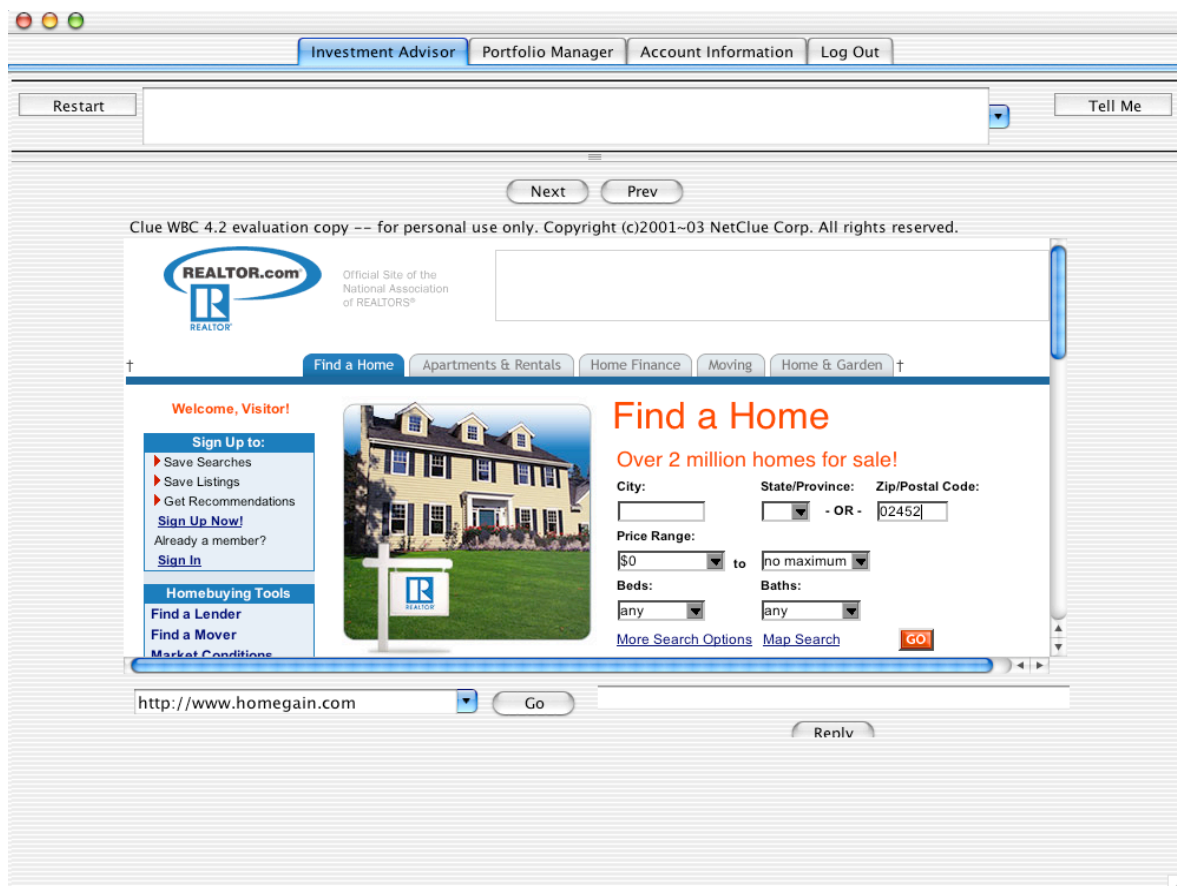 Investment Advisor Portfolio Manager Account Information Log Out
Restart
Tell Me
Next Prev
Clue WBC 4.2 evaluation copy -- for personal use only. Copyright (c)2001~03 NetClue Corp. All rights reserved.
REALTOR.com
R
REALTOR
Official Site of the
National Association
of REALTORS®
† Find a Home Apartments & Rentals Home Finance Moving Home & Garden †
Welcome, Visitor!
Sign Up to:
Save Searches
Save Listings
Get Recommendations
Sign Up Now!
Already a member?
Sign In
Homebuying Tools
Find a Lender
Find a Mover
Market Conditions
R
REALTOR
Find a Home
Over 2 million homes for sale!
City: State/Province: Zip/Postal Code:
- OR - 02452
Price Range:
$0 to no maximum
Beds: Baths:
any any
More Search Options Map Search GO
http://www.homegain.com Go
Reply